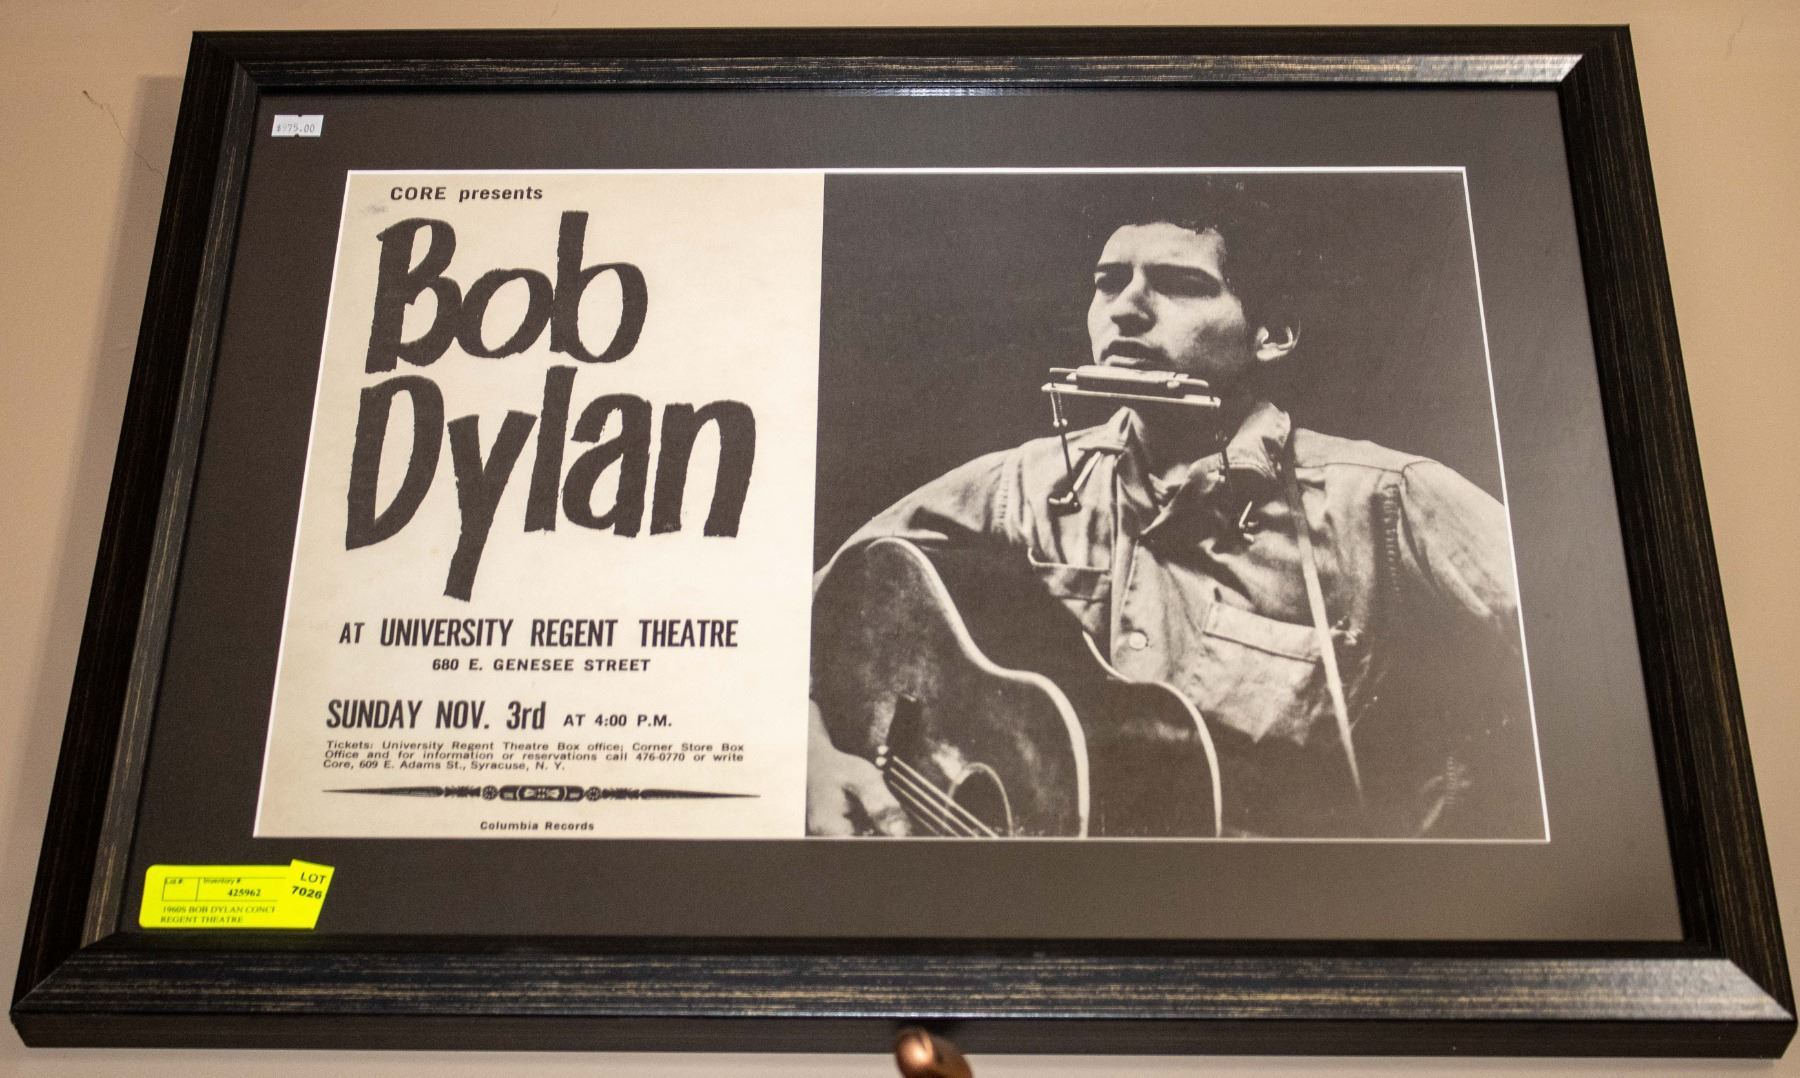 $975.00
CORE presents
Bob
Dylan
AT UNIVERSITY REGENT THEATRE
680 E. GENESEE STREET
SUNDAY NOV. 3rd AT 4:00 P.M.
Tickets: University Regent Theatre Box office; Corner Store Box
Office and for information or reservations call 476-0770 or write
Core, 609 E. Adams St., Syracuse, N. Y.
Columbia Records
Lot # Inventory #
425962
LOT
7026
1960S BOB DYLAN CONC
REGENT THEATRE